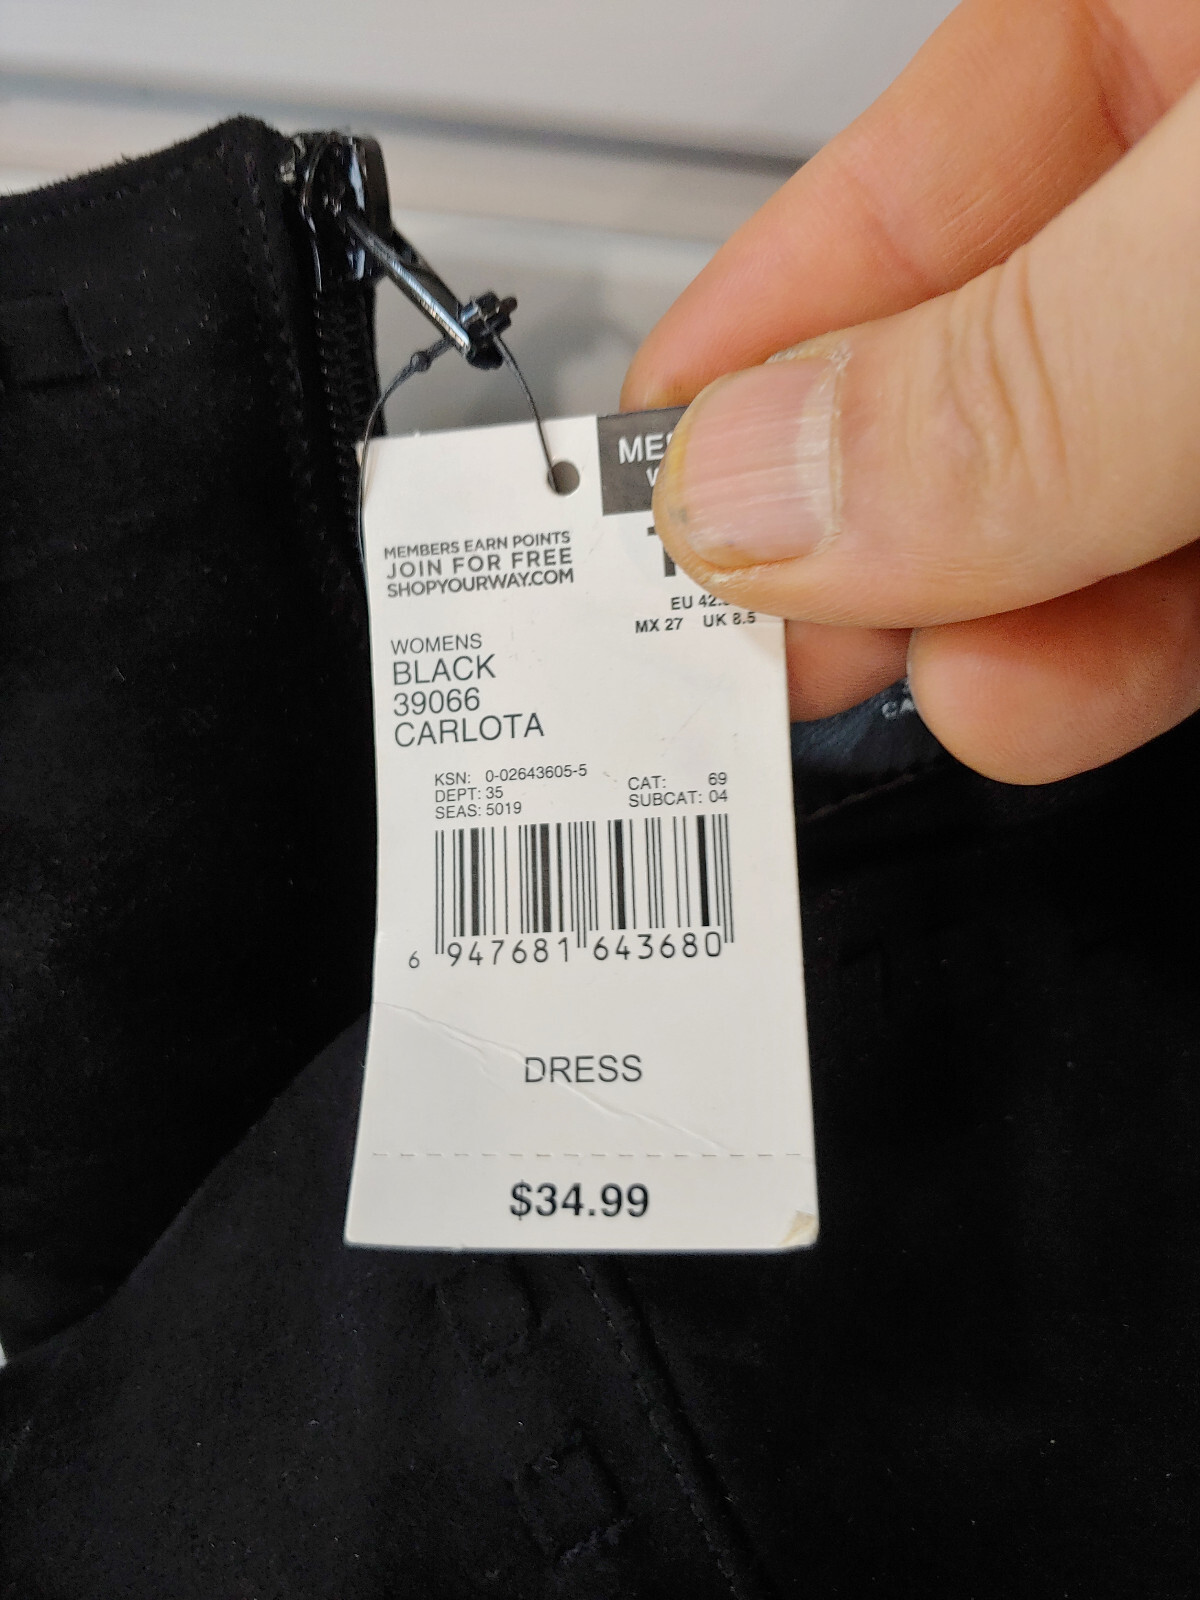 MEMBERS EARN POINTS
JOIN FOR FREE
SHOPYOURWAY.COM
MX 27 UK 8.5
EU
WOMENS
BLACK
39066
CARLOTA
KSN: 0-02643605-5
DEPT: 35
SEAS: 5019
CAT: 69
SUBCAT: 04
6 947681 643680
DRESS
$34.99